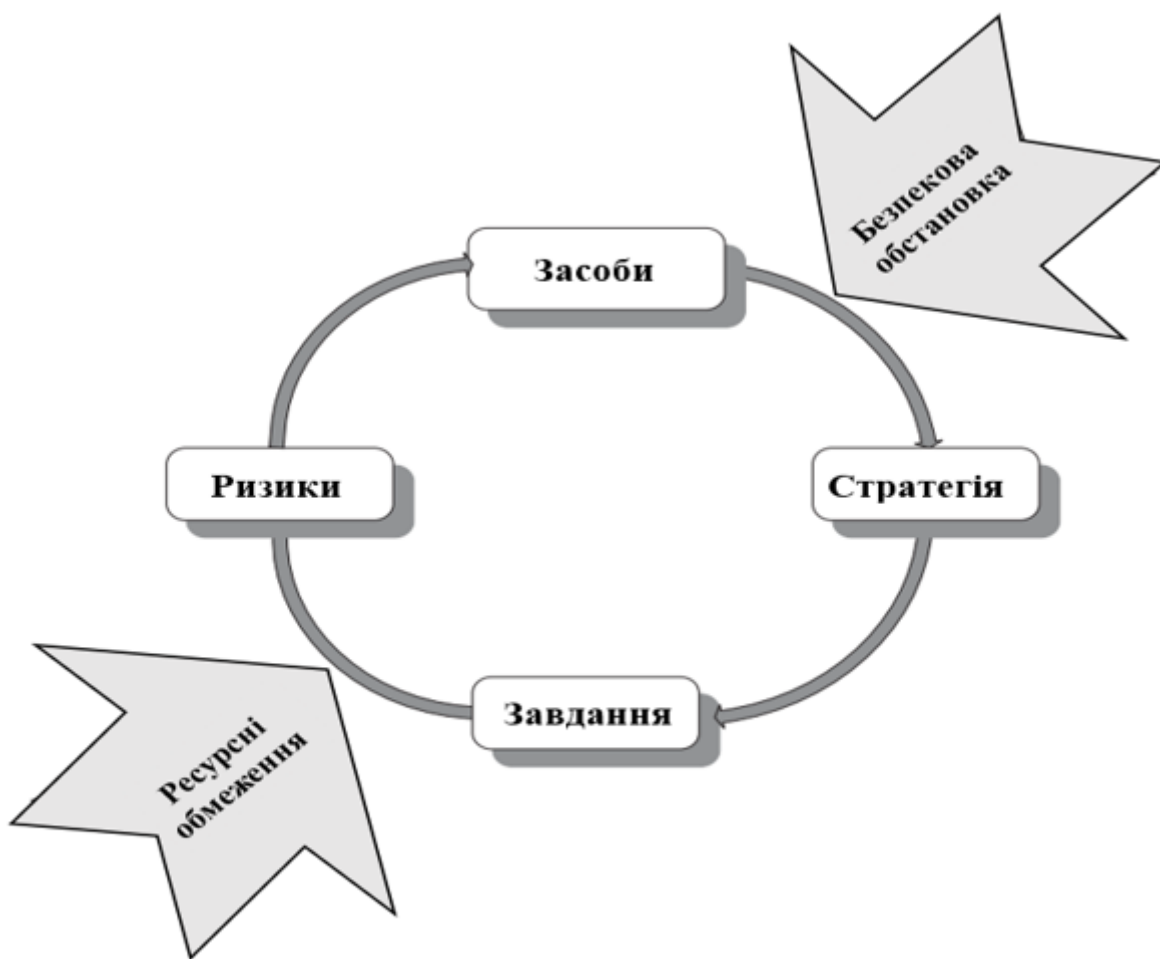 Безпекова
обстановка
Засоби
Ризики
Стратегія
Завдання
Ресурсні
обмеження